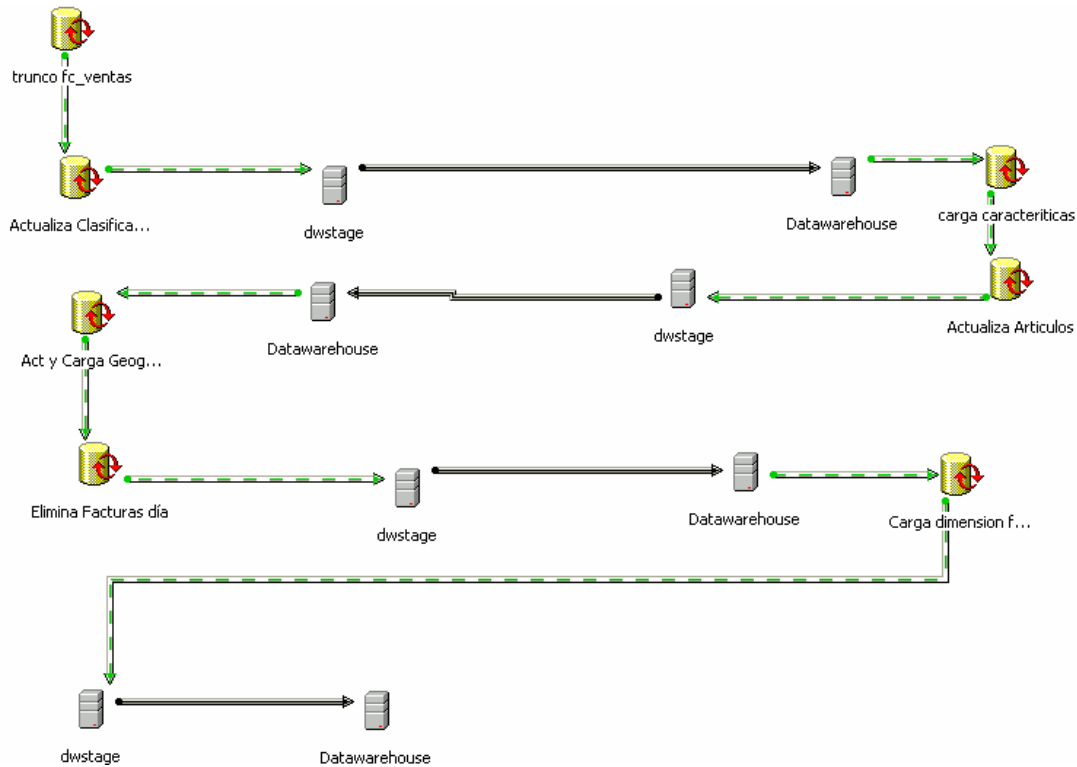 trunco fc_ventas
Actualiza Clasifica...
dwstage
Datawarehouse
carga caracteriticas
Act y Carga Geog...
Datawarehouse
dwstage
Actualiza Articulos
Elimina Facturas día
dwstage
Datawarehouse
Carga dimension f...
dwstage
Datawarehouse